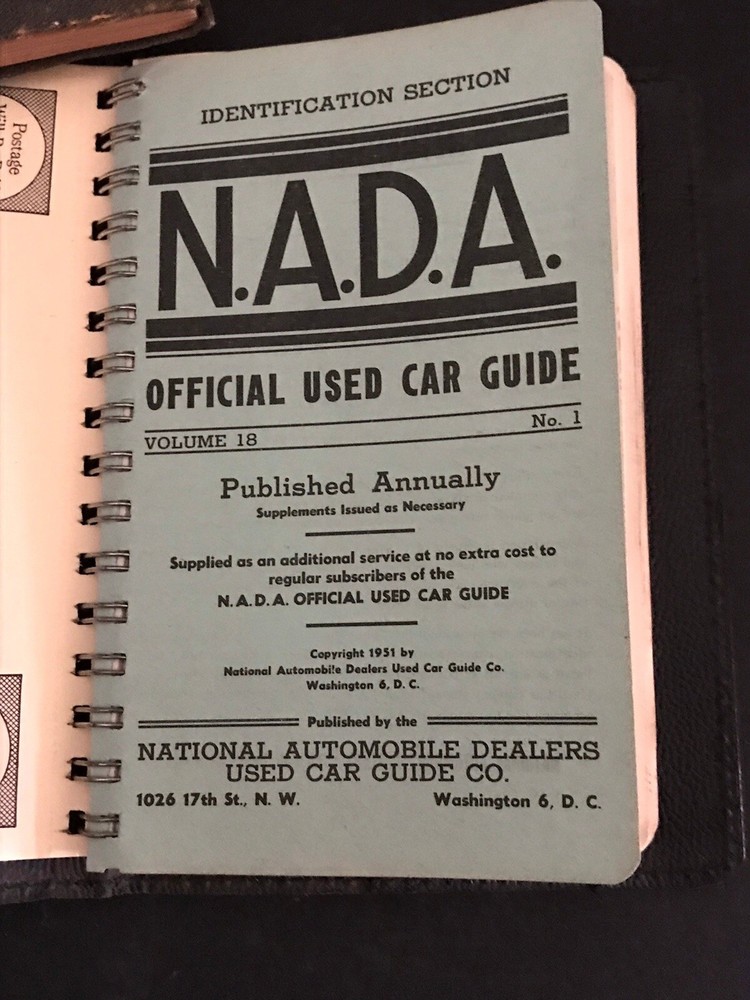 Postage
IDENTIFICATION SECTION
N.A.D.A.
OFFICIAL USED CAR GUIDE
VOLUME 18 No. 1
Published Annually
Supplements Issued as Necessary
Supplied as an additional service at no extra cost to
regular subscribers of the
N.A.D.A. OFFICIAL USED CAR GUIDE
Copyright 1951 by
National Automobile Dealers Used Car Guide Co.
Washington 6, D. C.
Published by the
NATIONAL AUTOMOBILE DEALERS
USED CAR GUIDE CO.
1026 17th St., N. W. Washington 6, D. C.